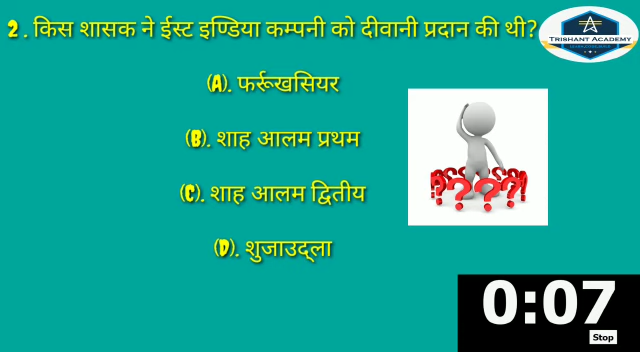 2. किस शासक ने ईस्ट इण्डिया कम्पनी को दीवानी प्रदान की थी?
TRISHANT ACADEMY
(A). फर्रूखसियर
(B). शाह आलम प्रथम
(C). शाह आलम द्वितीय
(D). शुजाउद्ला
0:07
Stop